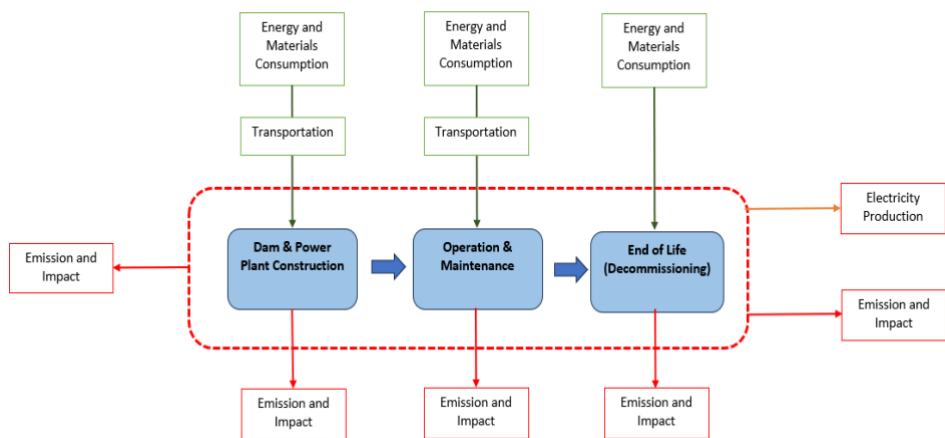 Energy and
Materials
Consumption
Energy and
Materials
Consumption
Energy and
Materials
Consumption
Transportation
Transportation
Electricity
Production
Dam & Power
Plant Construction
Operation &
Maintenance
End of Life
(Decommissioning)
Emission and
Impact
Emission and
Impact
Emission and
Impact
Emission and
Impact
Emission and
Impact